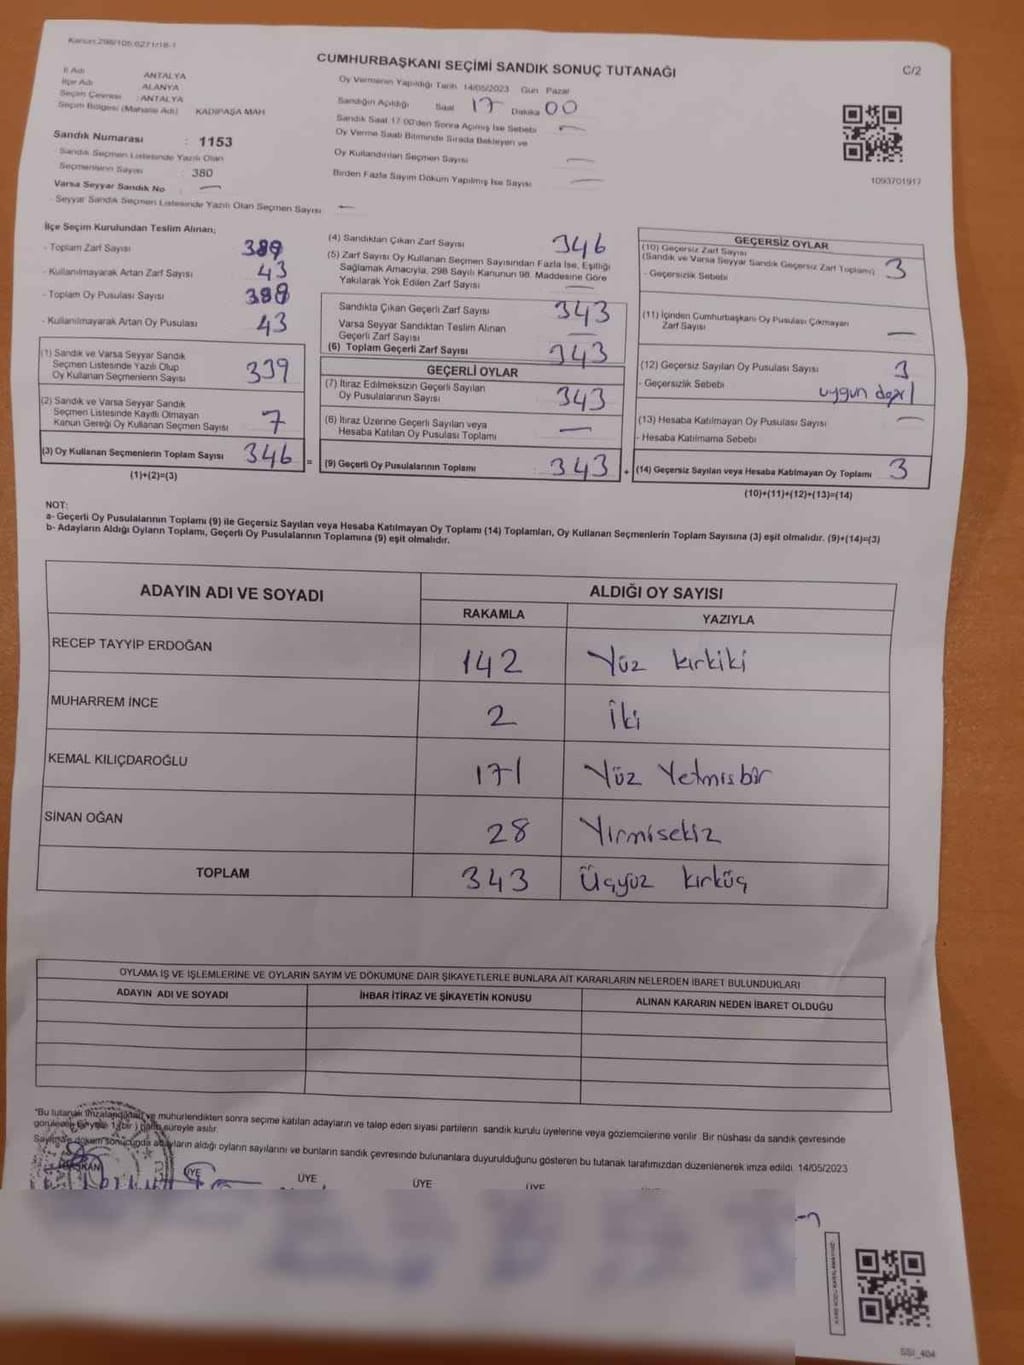 Kanun:298/105,6271/18-1
CUMHURBAŞKANI SEÇİMİ SANDIK SONUÇ TUTANAĞI
C/2
İl Adı : ANTALYA
İlçe Adı : ALANYA
Seçim Çevresi : ANTALYA
Seçim Bölgesi (Mahalle Adı) : KADIPAŞA MAH
Oy Vermenin Yapıldığı Tarih 14/05/2023 Gün Pazar
Sandığın Açıldığı Saat 17 Dakika 00
Sandık Saat 17:00'den Sonra Açılmış İse Sebebi —
Oy Verme Saati Bitiminde Sırada Bekleyen ve
Oy Kullandırılan Seçmen Sayısı —
Birden Fazla Sayım Döküm Yapılmış İse Sayısı —
1093701917
Sandık Numarası : 1153
Sandık Seçmen Listesinde Yazılı Olan
Seçmenlerin Sayısı : 380
Varsa Seyyar Sandık No —
- Seyyar Sandık Seçmen Listesinde Yazılı Olan Seçmen Sayısı —
İlçe Seçim Kurulundan Teslim Alınan;
- Toplam Zarf Sayısı 389
- Kullanılmayarak Artan Zarf Sayısı 43
- Toplam Oy Pusulası Sayısı 389
- Kullanılmayarak Artan Oy Pusulası 43
(1) Sandık ve Varsa Seyyar Sandık
Seçmen Listesinde Yazılı Olup
Oy Kullanan Seçmenlerin Sayısı 339
(2) Sandık ve Varsa Seyyar Sandık
Seçmen Listesinde Kayıtlı Olmayan
Kanun Gereği Oy Kullanan Seçmen Sayısı 7
(3) Oy Kullanan Seçmenlerin Toplam Sayısı 346 =
(1)+(2)=(3)
(4) Sandıktan Çıkan Zarf Sayısı 346
(5) Zarf Sayısı Oy Kullanan Seçmen Sayısından Fazla İse, Eşitliği
Sağlamak Amacıyla, 298 Sayılı Kanunun 98. Maddesine Göre
Yakılarak Yok Edilen Zarf Sayısı —
Sandıkta Çıkan Geçerli Zarf Sayısı 343
Varsa Seyyar Sandıktan Teslim Alınan
Geçerli Zarf Sayısı —
(6) Toplam Geçerli Zarf Sayısı 343
GEÇERLİ OYLAR
(7) İtiraz Edilmeksizin Geçerli Sayılan
Oy Pusulalarının Sayısı 343
(8) İtiraz Üzerine Geçerli Sayılan veya
Hesaba Katılan Oy Pusulası Toplamı —
(9) Geçerli Oy Pusulalarının Toplamı 343 +
GEÇERSİZ OYLAR
(10) Geçersiz Zarf Sayısı
(Sandık ve Varsa Seyyar Sandık Geçersiz Zarf Toplamı) 3
- Geçersizlik Sebebi
(11) İçinden Cumhurbaşkanı Oy Pusulası Çıkmayan
Zarf Sayısı —
(12) Geçersiz Sayılan Oy Pusulası Sayısı 3
- Geçersizlik Sebebi
(13) Hesaba Katılmayan Oy Pusulası Sayısı —
- Hesaba Katılmama Sebebi
(14) Geçersiz Sayılan veya Hesaba Katılmayan Oy Toplamı 3
(10)+(11)+(12)+(13)=(14)
NOT:
a- Geçerli Oy Pusulalarının Toplamı (9) ile Geçersiz Sayılan veya Hesaba Katılmayan Oy Toplamı (14) Toplamları, Oy Kullanan Seçmenlerin Toplam Sayısına (3) eşit olmalıdır. (9)+(14)=(3)
b- Adayların Aldığı Oyların Toplamı, Geçerli Oy Pusulalarının Toplamına (9) eşit olmalıdır.
ADAYIN ADI VE SOYADI
ALDIĞI OY SAYISI
RAKAMLA YAZIYLA
RECEP TAYYİP ERDOĞAN 142 Yüz kırkiki
MUHARREM İNCE 2 İki
KEMAL KILIÇDAROĞLU 171 Yüz Yetmişbir
SİNAN OĞAN 28 Yirmisekiz
TOPLAM 343 Üçyüz kırküç
OYLAMA İŞ VE İŞLEMLERİNE VE OYLARIN SAYIM VE DÖKÜMÜNE DAİR ŞİKAYETLERLE BUNLARA AİT KARARLARIN NELERDEN İBARET BULUNDUKLARI
ADAYIN ADI VE SOYADI İHBAR İTİRAZ VE ŞİKAYETİN KONUSU ALINAN KARARIN NEDEN İBARET OLDUĞU
"Bu tutanak imzalandıktan ve mühürlendikten sonra seçime katılan adayların ve talep eden siyasi partilerin sandık kurulu üyelerine veya gözlemcilerine verilir. Bir nüshası da sandık çevresinde
süreyle asılır.
Sayım döküm sonucunda adayların aldığı oyların sayılarını ve bunların sandık çevresinde bulunanlara duyurulduğunu gösteren bu tutanak tarafımızdan düzenlenerek imza edildi. 14/05/2023
BAŞKAN ÜYE ÜYE ÜYE ÜYE
SSI_404